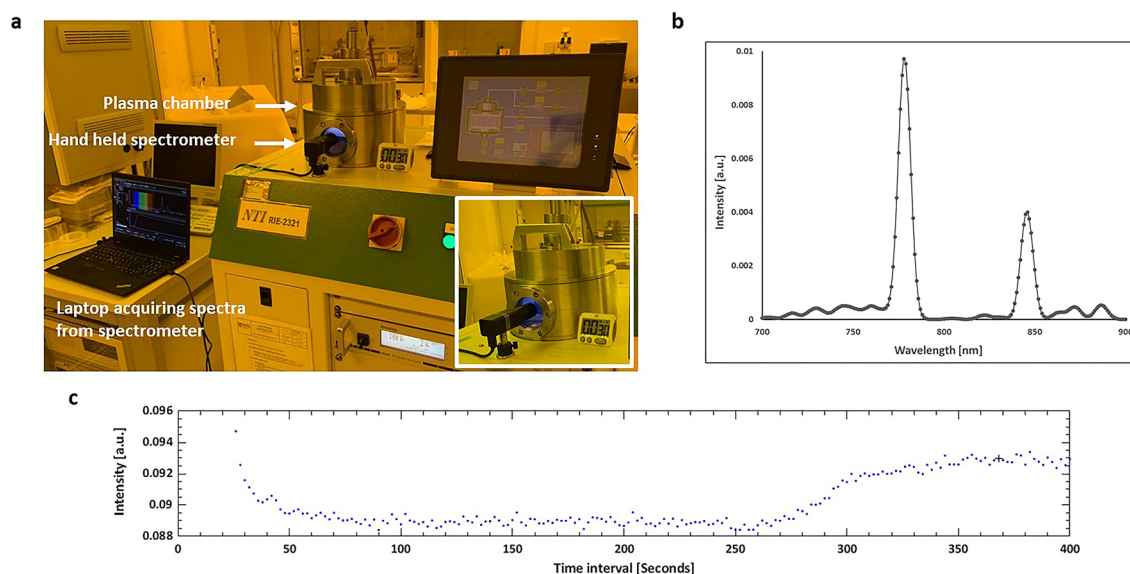 a
Plasma chamber
Hand held spectrometer
Laptop acquiring spectra
from spectrometer
NTI RIE-2321
b
Intensity [a.u.]
0.01
0.008
0.006
0.004
0.002
0
700
750
800
850
900
Wavelength [nm]
c
Intensity [a.u.]
0.096
0.094
0.092
0.09
0.088
0
50
100
150
200
250
300
350
400
Time interval [Seconds]